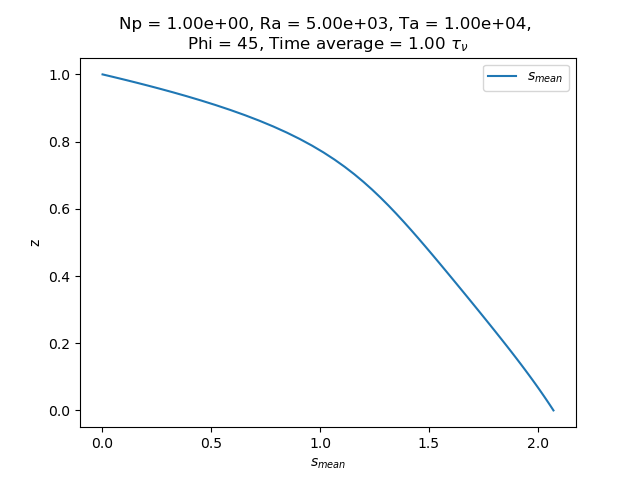 Np = 1.00e+00, Ra = 5.00e+03, Ta = 1.00e+04,
Phi = 45, Time average = 1.00 τ_ν
s_mean
1.0
0.8
0.6
0.4
0.2
0.0
z
0.0 0.5 1.0 1.5 2.0
s_mean